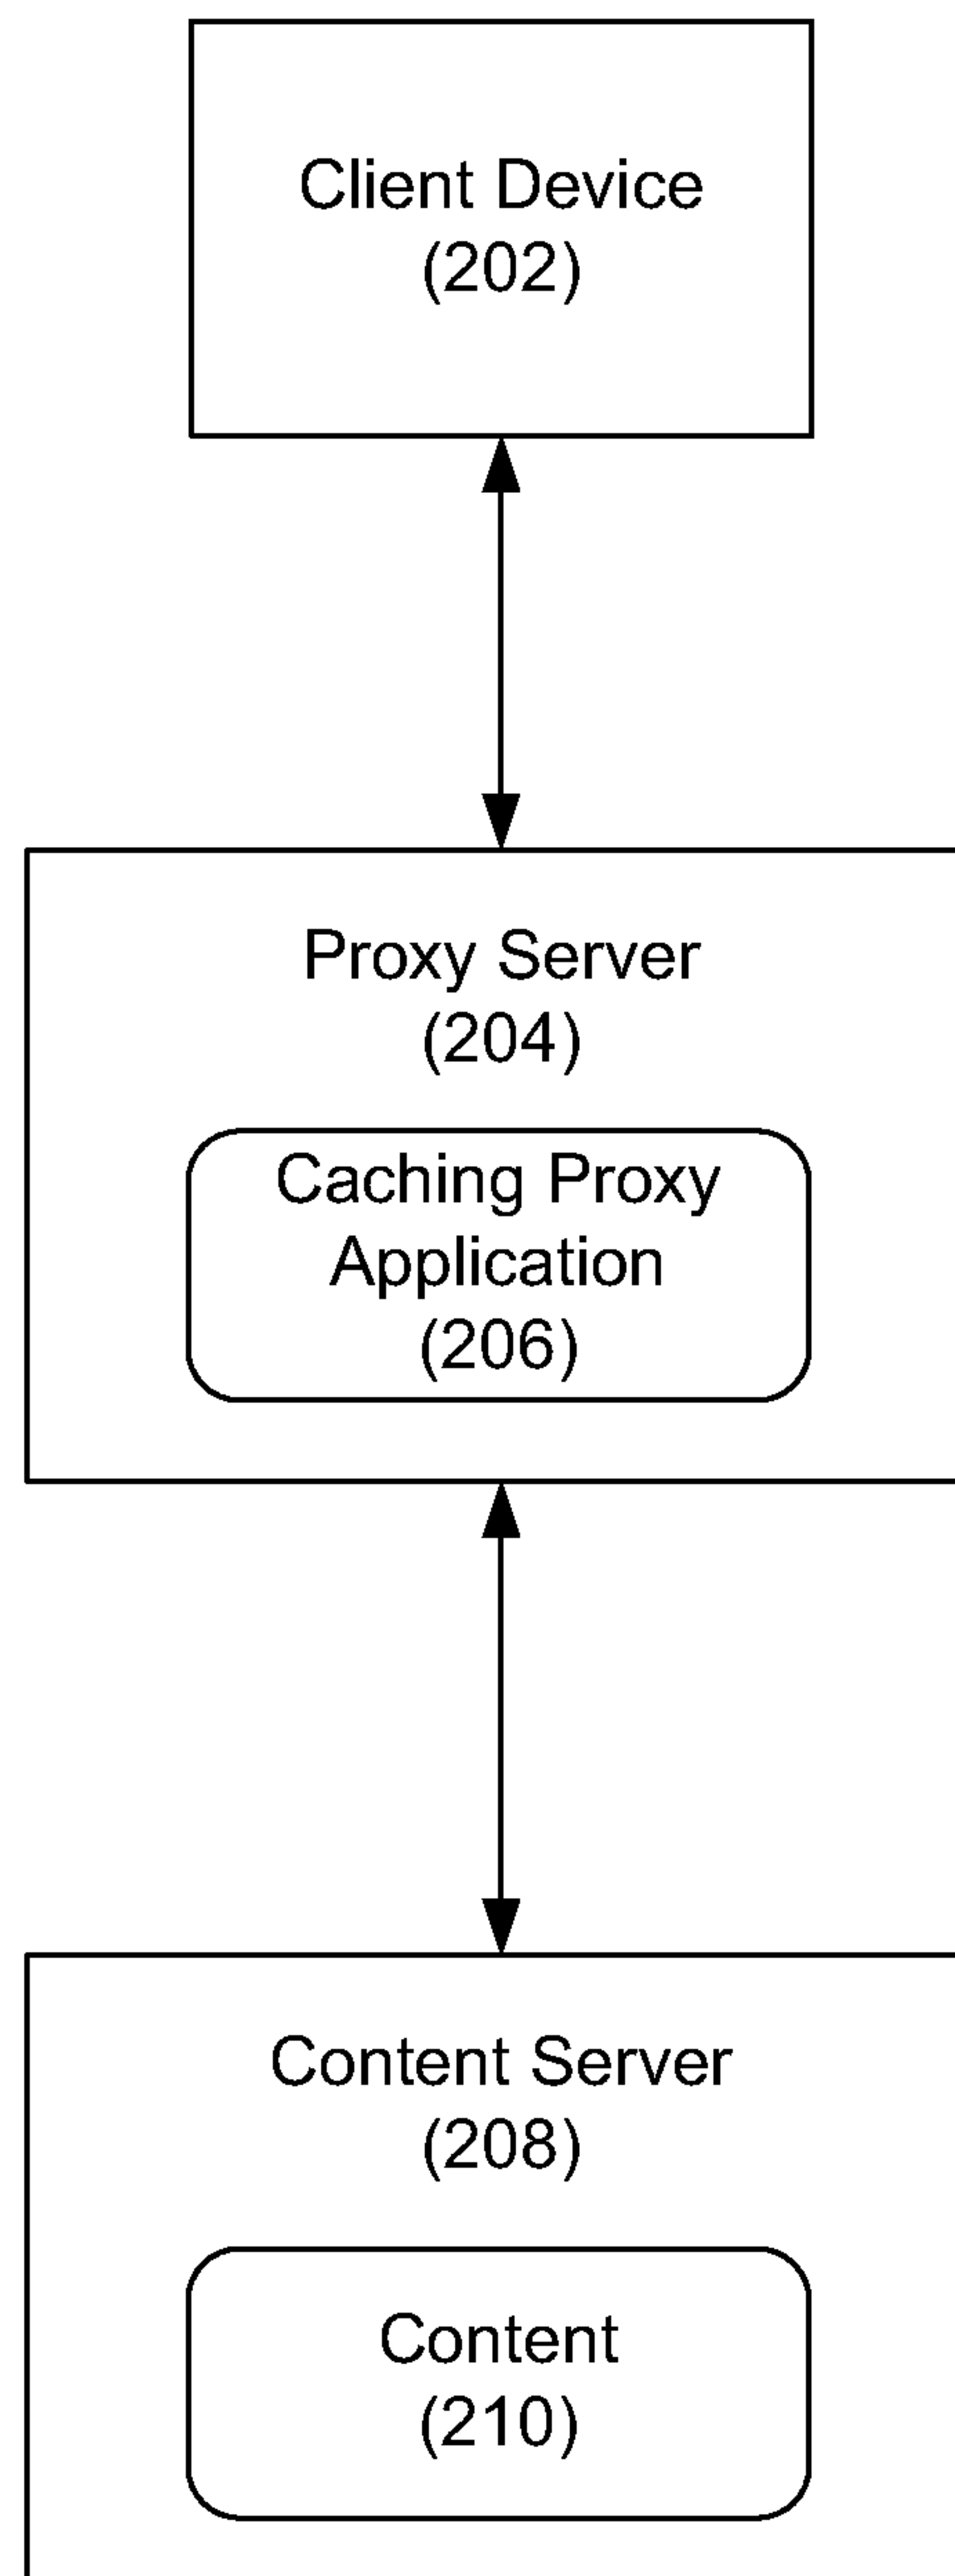 Client Device
(202)
Proxy Server
(204)
Caching Proxy
Application
(206)
Content Server
(208)
Content
(210)